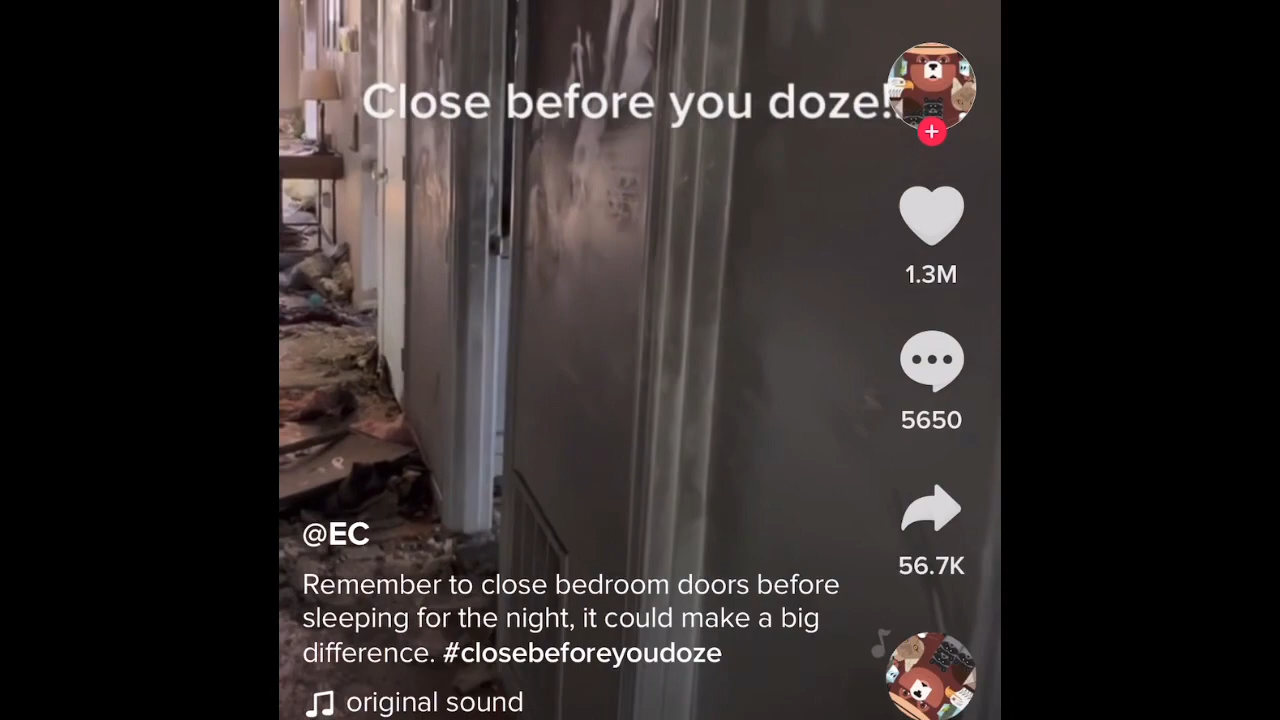 Close before you doze!!
1.3M
5650
56.7K
@EC
Remember to close bedroom doors before
sleeping for the night, it could make a big
difference. #closebeforeyoudoze
original sound